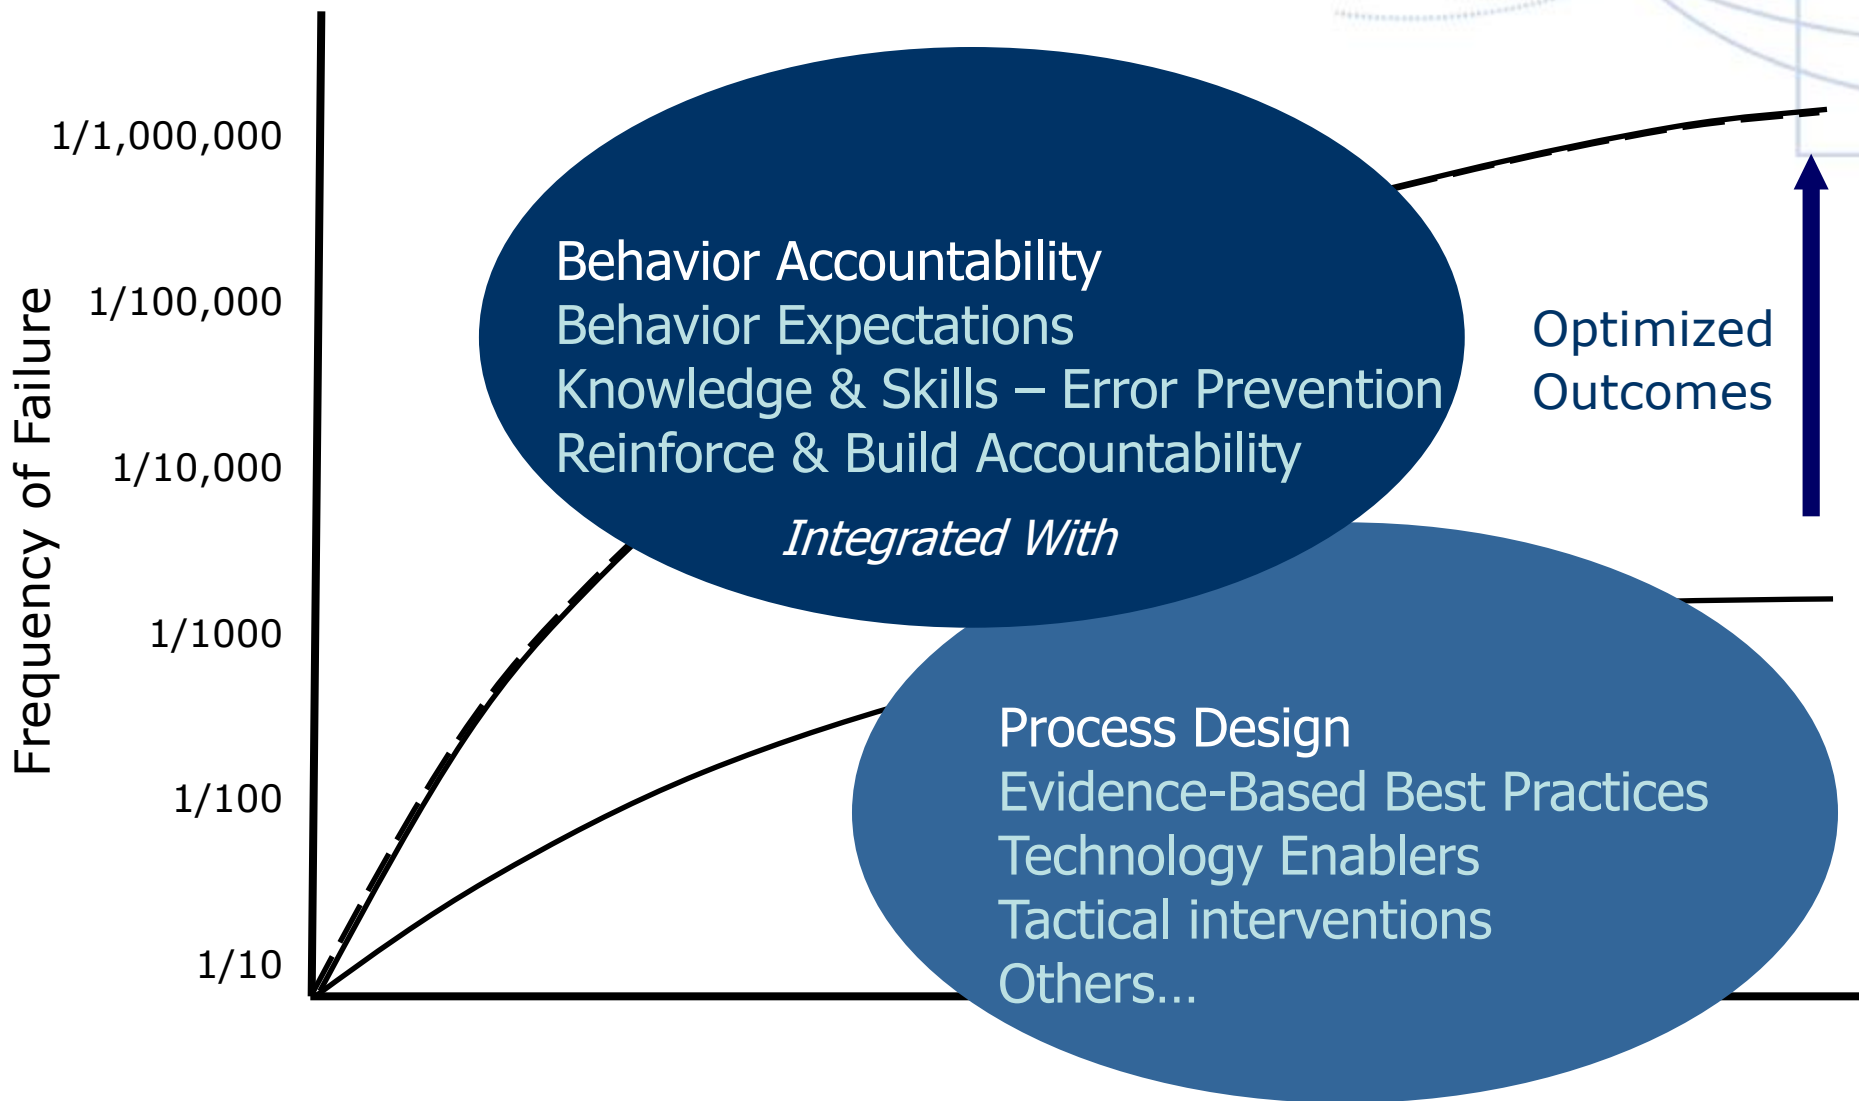 Frequency of Failure
1/1,000,000
1/100,000
1/10,000
1/1000
1/100
1/10
Behavior Accountability
Behavior Expectations
Knowledge & Skills – Error Prevention
Reinforce & Build Accountability
Integrated With
Optimized
Outcomes
Process Design
Evidence-Based Best Practices
Technology Enablers
Tactical interventions
Others...